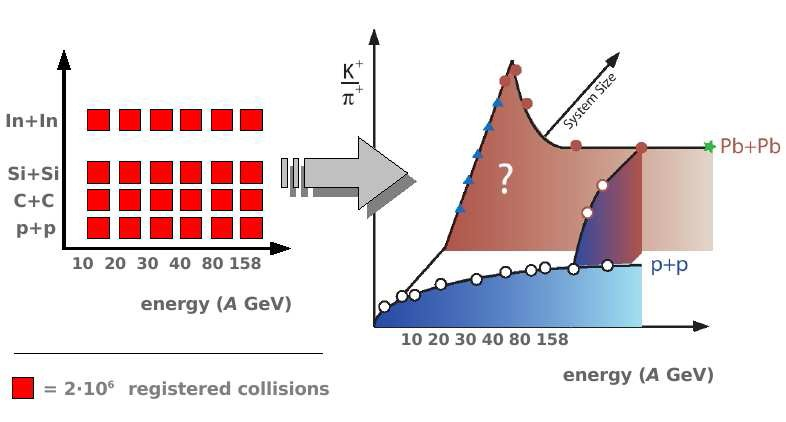 In+In
Si+Si
C+C
p+p
10 20 30 40 80 158
energy (A GeV)
= 2·10⁶ registered collisions
K⁺
π⁺
System Size
?
Pb+Pb
p+p
10 20 30 40 80 158
energy (A GeV)